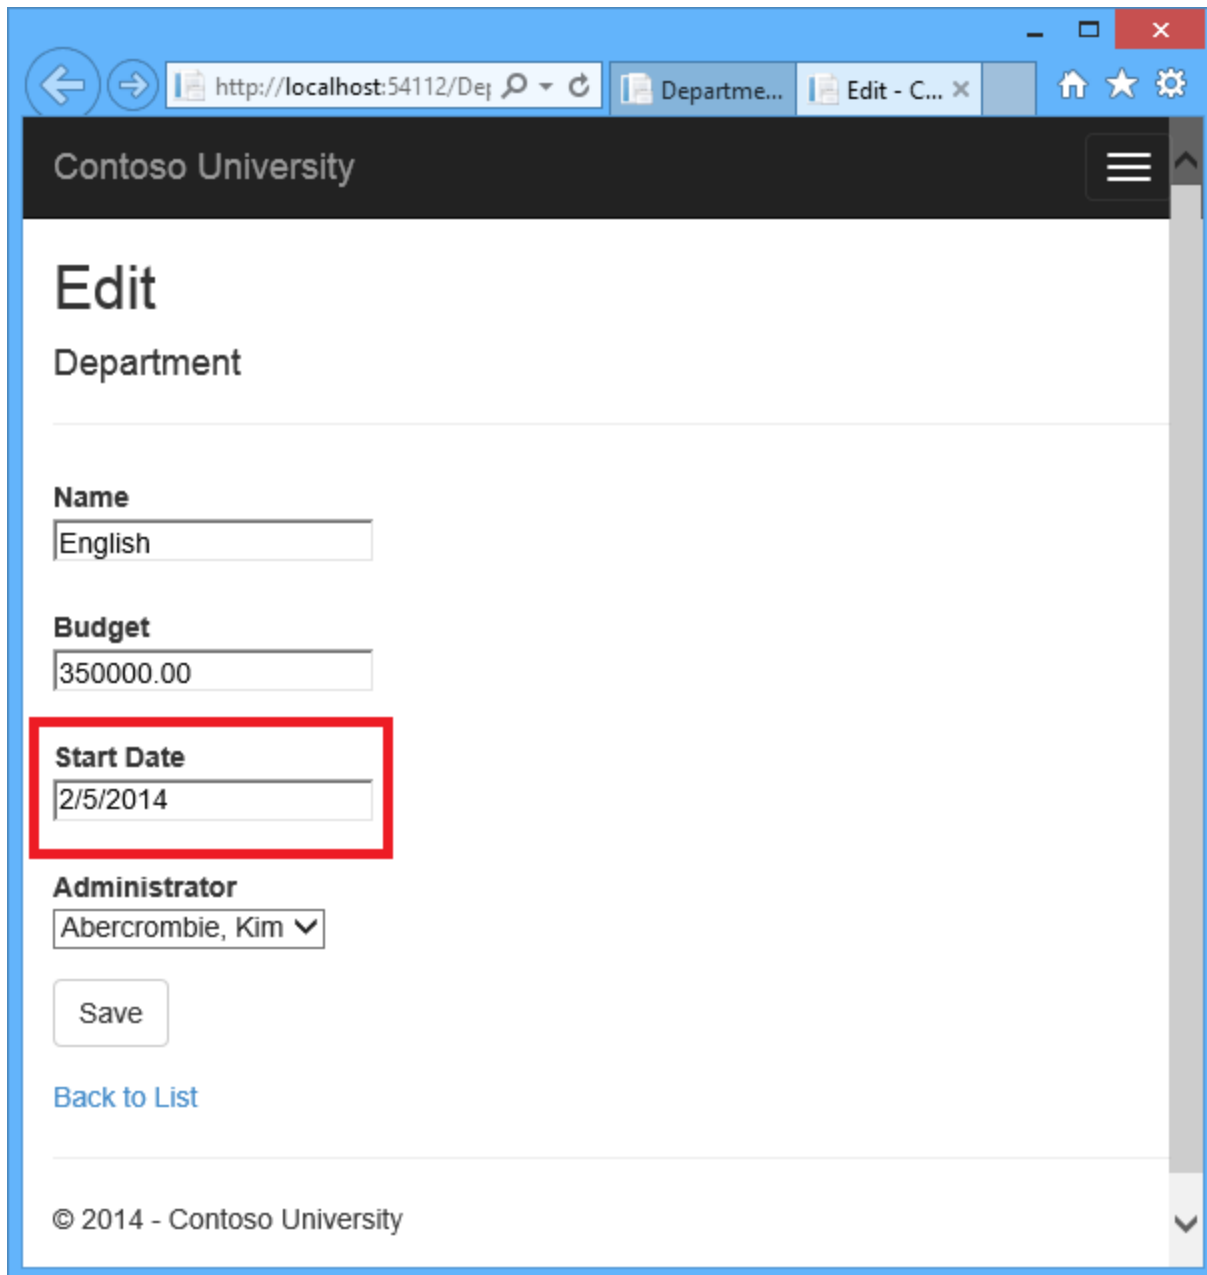 http://localhost:54112/De
Departme...
Edit - C...
Contoso University
Edit
Department
Name
English
Budget
350000.00
Start Date
2/5/2014
Administrator
Abercrombie, Kim
Save
Back to List
© 2014 - Contoso University